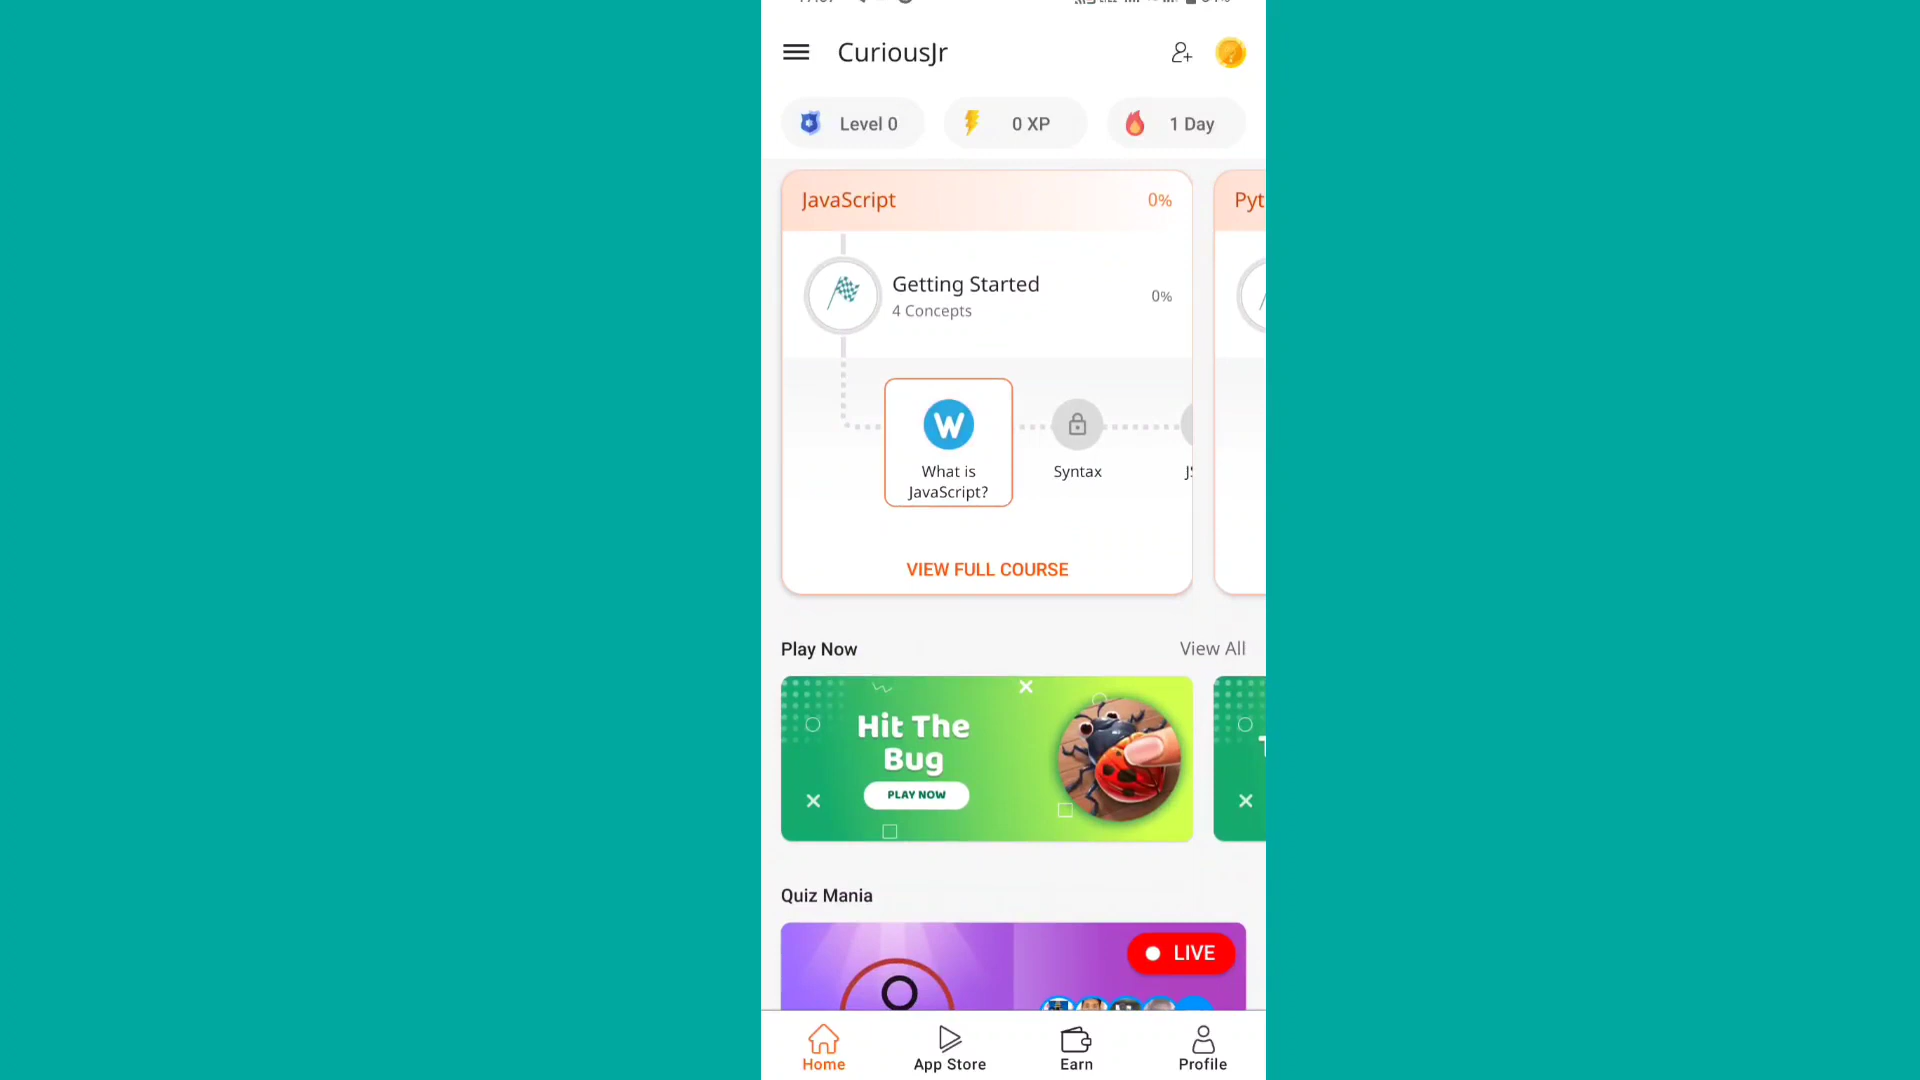 CuriousJr
Level 0
0 XP
1 Day
JavaScript
0%
Pyt
Getting Started
4 Concepts
0%
W
What is
JavaScript?
Syntax
VIEW FULL COURSE
Play Now
View All
Hit The
Bug
PLAY NOW
Quiz Mania
LIVE
Home
App Store
Earn
Profile